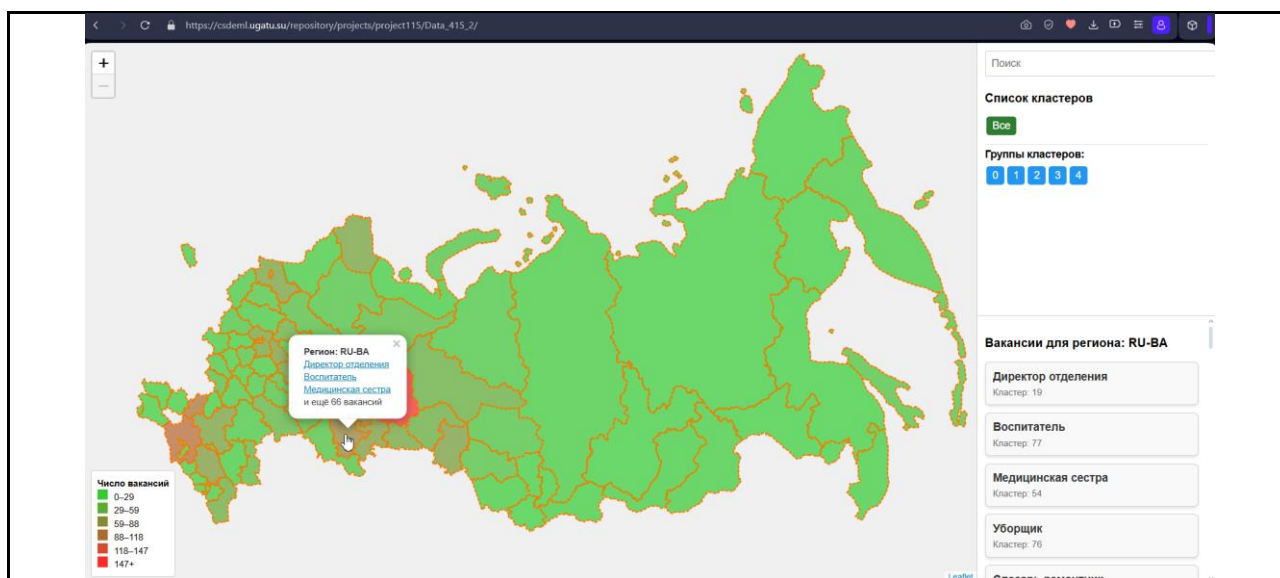 https://csdeml.ugatu.su/repository/projects/project115/Data_415_2/
+
−
Поиск
Список кластеров
Все
Группы кластеров:
0 1 2 3 4
Регион: RU-BA
Директор отделения
Воспитатель
Медицинская сестра
и ещё 66 вакансий
Число вакансий
0–29
29–59
59–88
88–118
118–147
147+
Leaflet
Вакансии для региона: RU-BA
Директор отделения
Кластер: 19
Воспитатель
Кластер: 77
Медицинская сестра
Кластер: 54
Уборщик
Кластер: 76